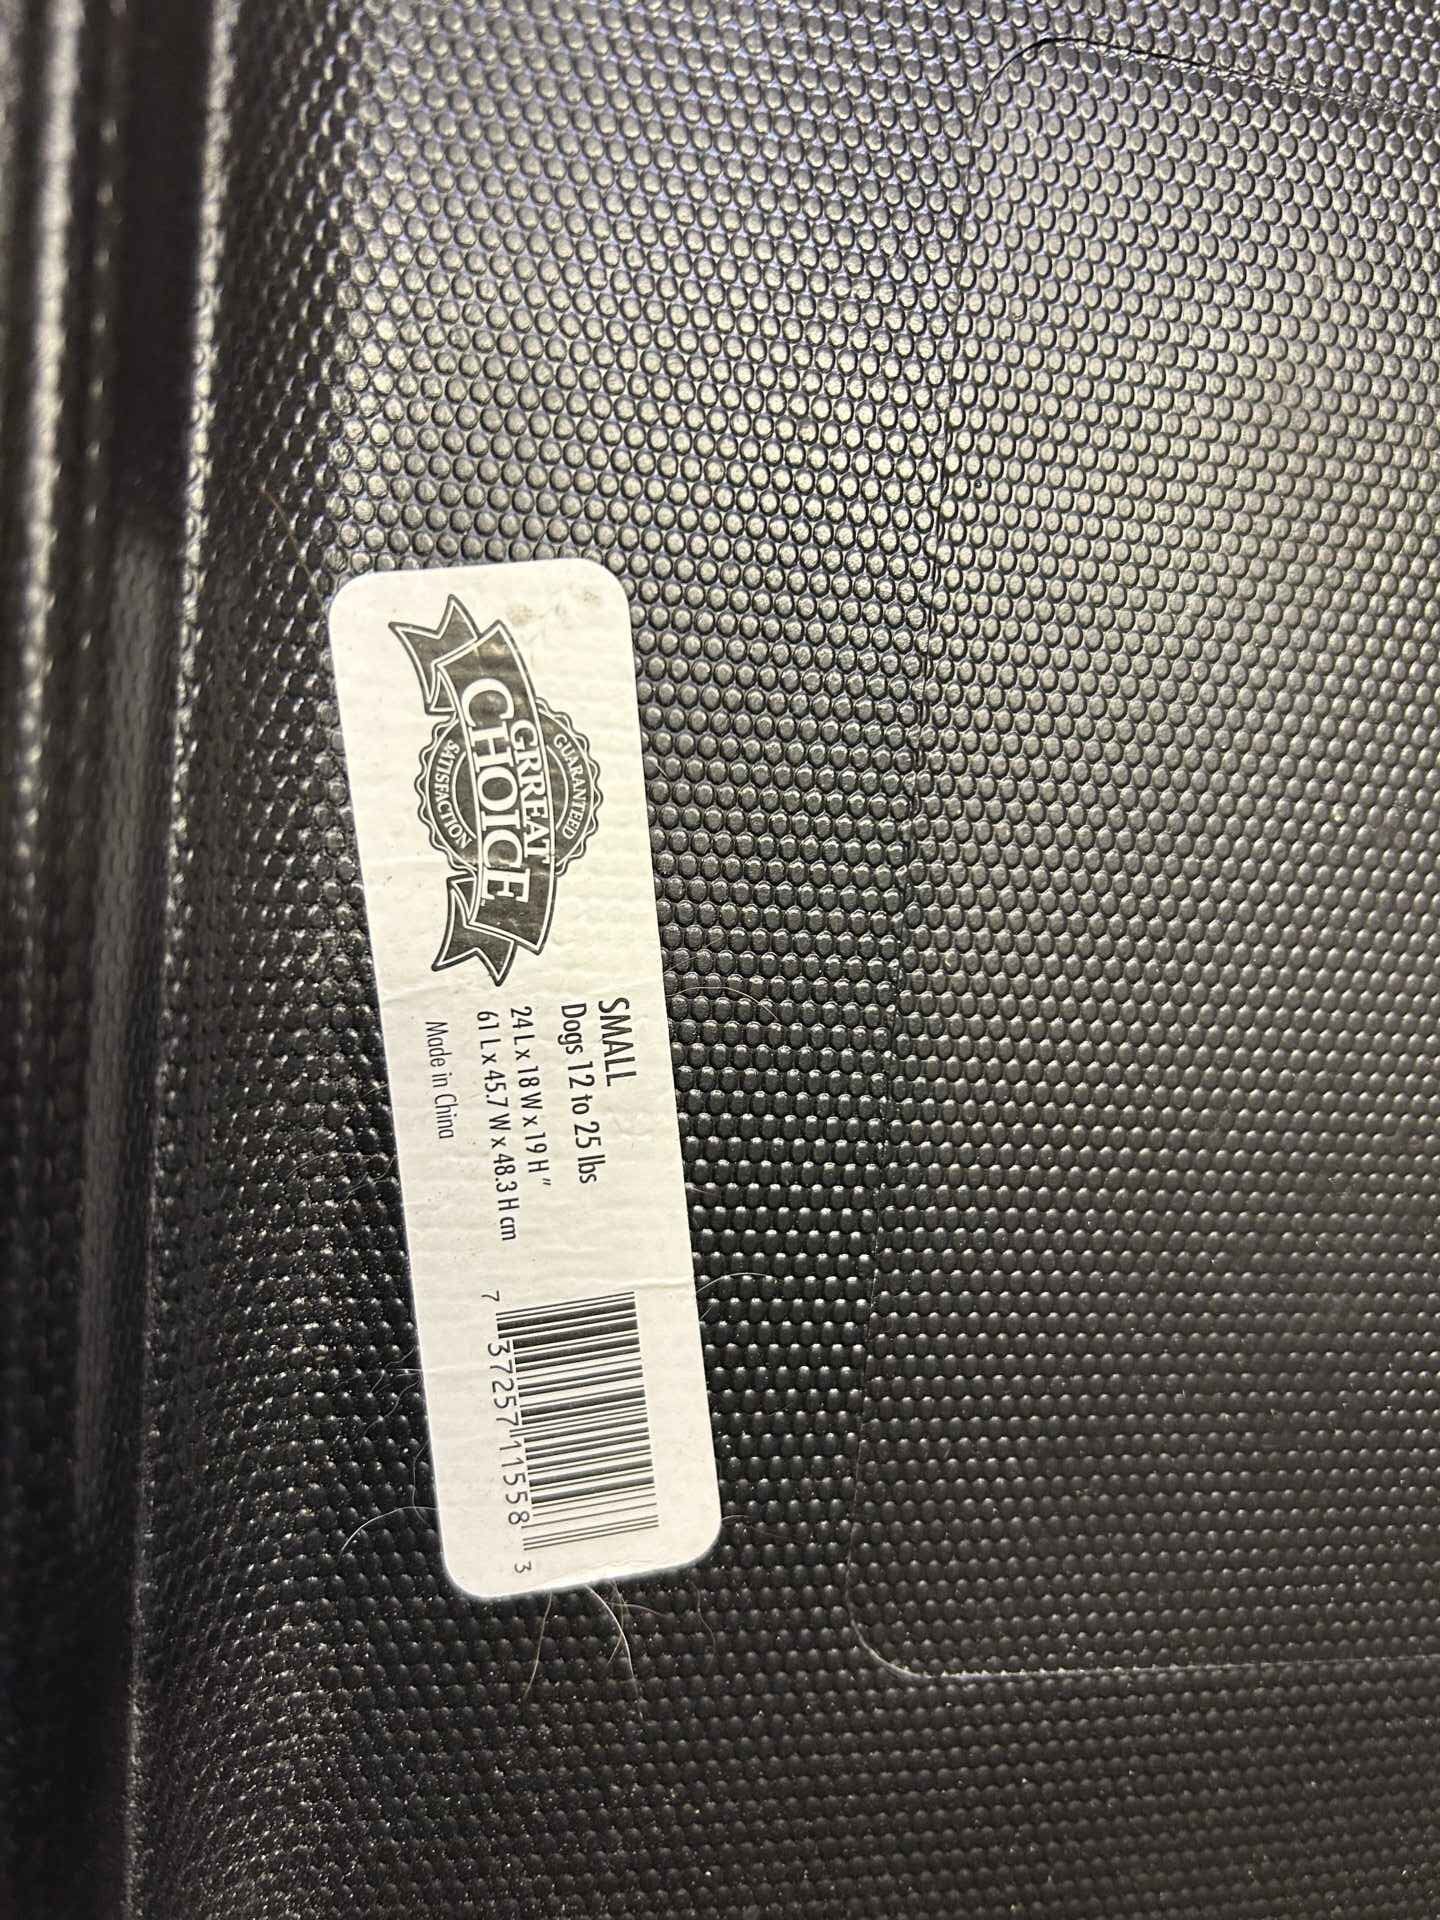 GUARANTEED
GRREAT
CHOICE
SATISFACTION
SMALL
Dogs 12 to 25 lbs
24 L x 18 W x 19 H "
61 L x 45.7 W x 48.3 H cm
Made in China
7 37257 11558 3